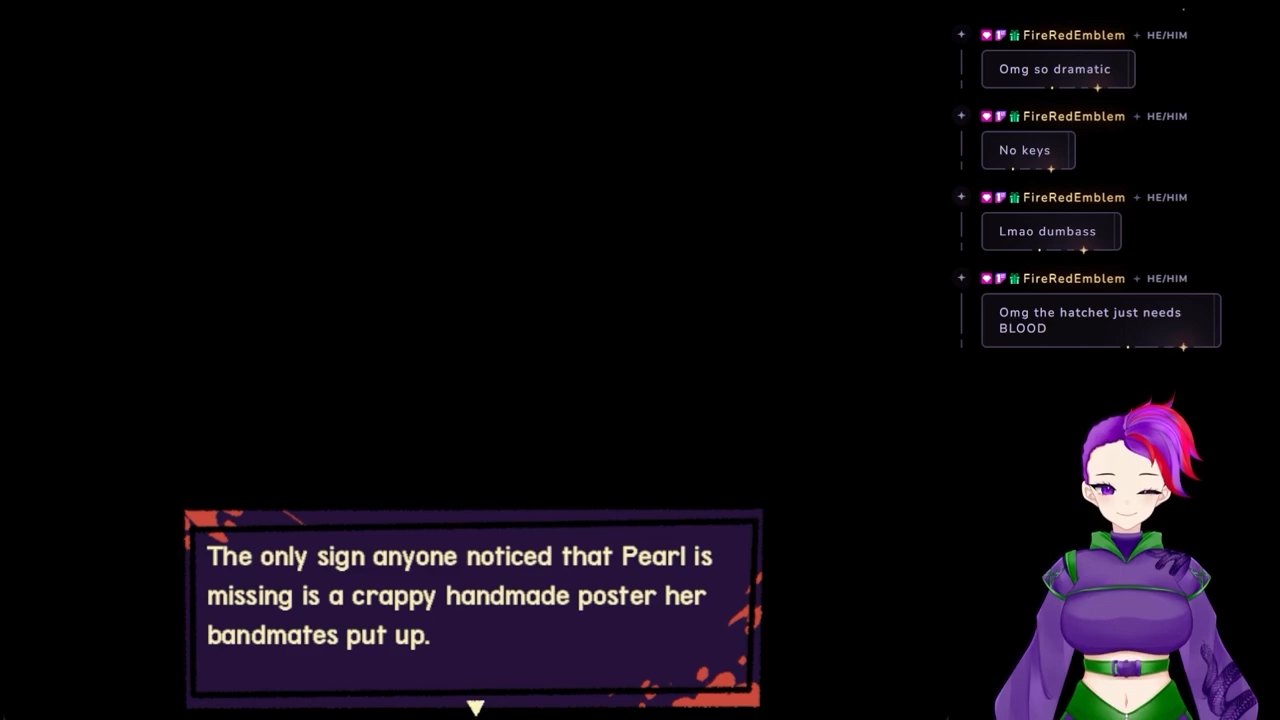 FireRedEmblem HE/HIM
Omg so dramatic
FireRedEmblem HE/HIM
No keys
FireRedEmblem HE/HIM
Lmao dumbass
FireRedEmblem HE/HIM
Omg the hatchet just needs
BLOOD
The only sign anyone noticed that Pearl is
missing is a crappy handmade poster her
bandmates put up.